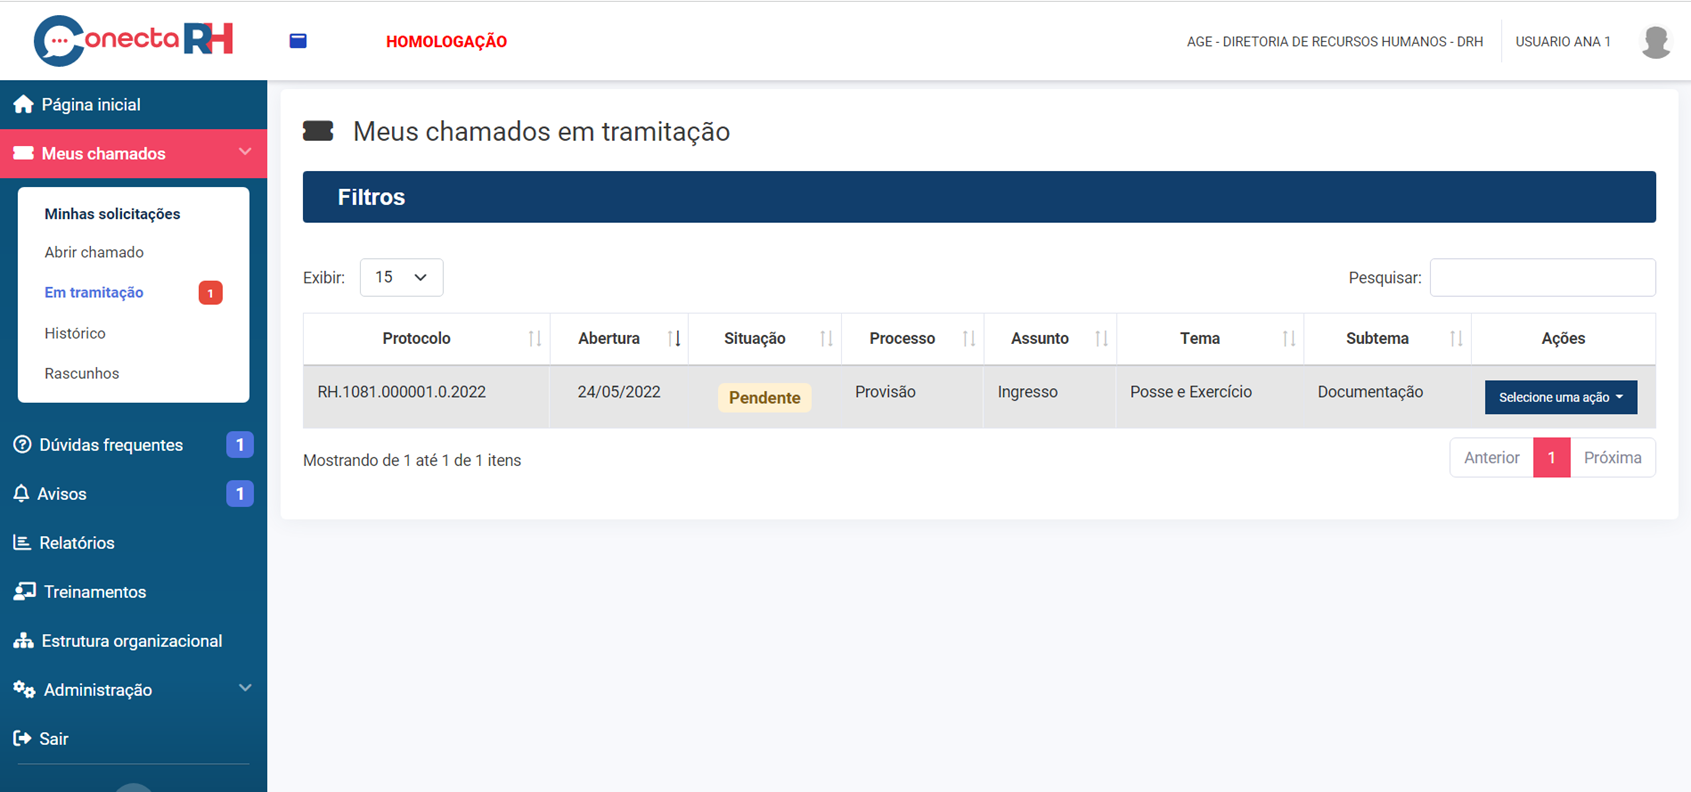 Conecta RH
HOMOLOGAÇÃO
AGE - DIRETORIA DE RECURSOS HUMANOS - DRH
USUARIO ANA 1
Página inicial
Meus chamados
Minhas solicitações
Abrir chamado
Em tramitação 1
Histórico
Rascunhos
Dúvidas frequentes 1
Avisos 1
Relatórios
Treinamentos
Estrutura organizacional
Administração
Sair
Meus chamados em tramitação
Filtros
Exibir: 15
Pesquisar:
Protocolo Abertura Situação Processo Assunto Tema Subtema Ações
RH.1081.000001.0.2022 24/05/2022 Pendente Provisão Ingresso Posse e Exercício Documentação Selecione uma ação
Mostrando de 1 até 1 de 1 itens
Anterior 1 Próxima